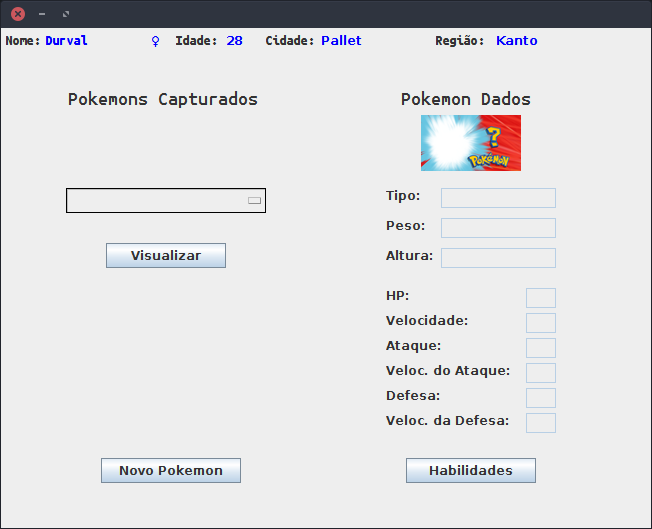 Nome: Durval ♀ Idade: 28 Cidade: Pallet Região: Kanto
Pokemons Capturados
Pokemon Dados
?
POKéMON
Tipo:
Peso:
Visualizar
Altura:
HP:
Velocidade:
Ataque:
Veloc. do Ataque:
Defesa:
Veloc. da Defesa:
Novo Pokemon
Habilidades